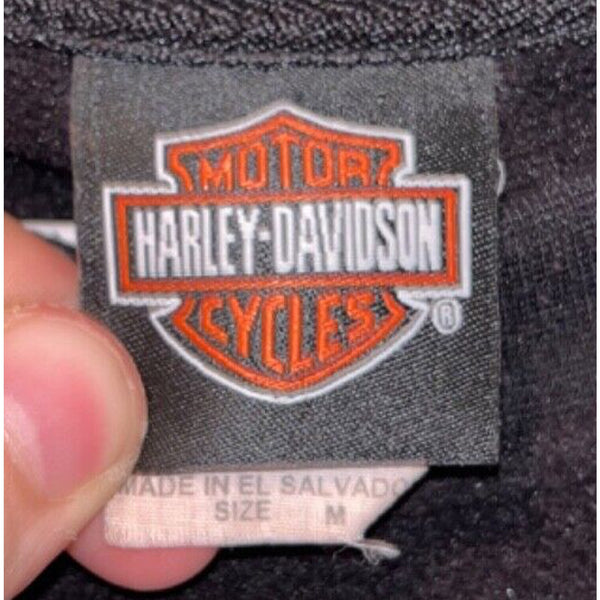 MOTOR
HARLEY-DAVIDSON
CYCLES
®
MADE IN EL SALVADO
SIZE M